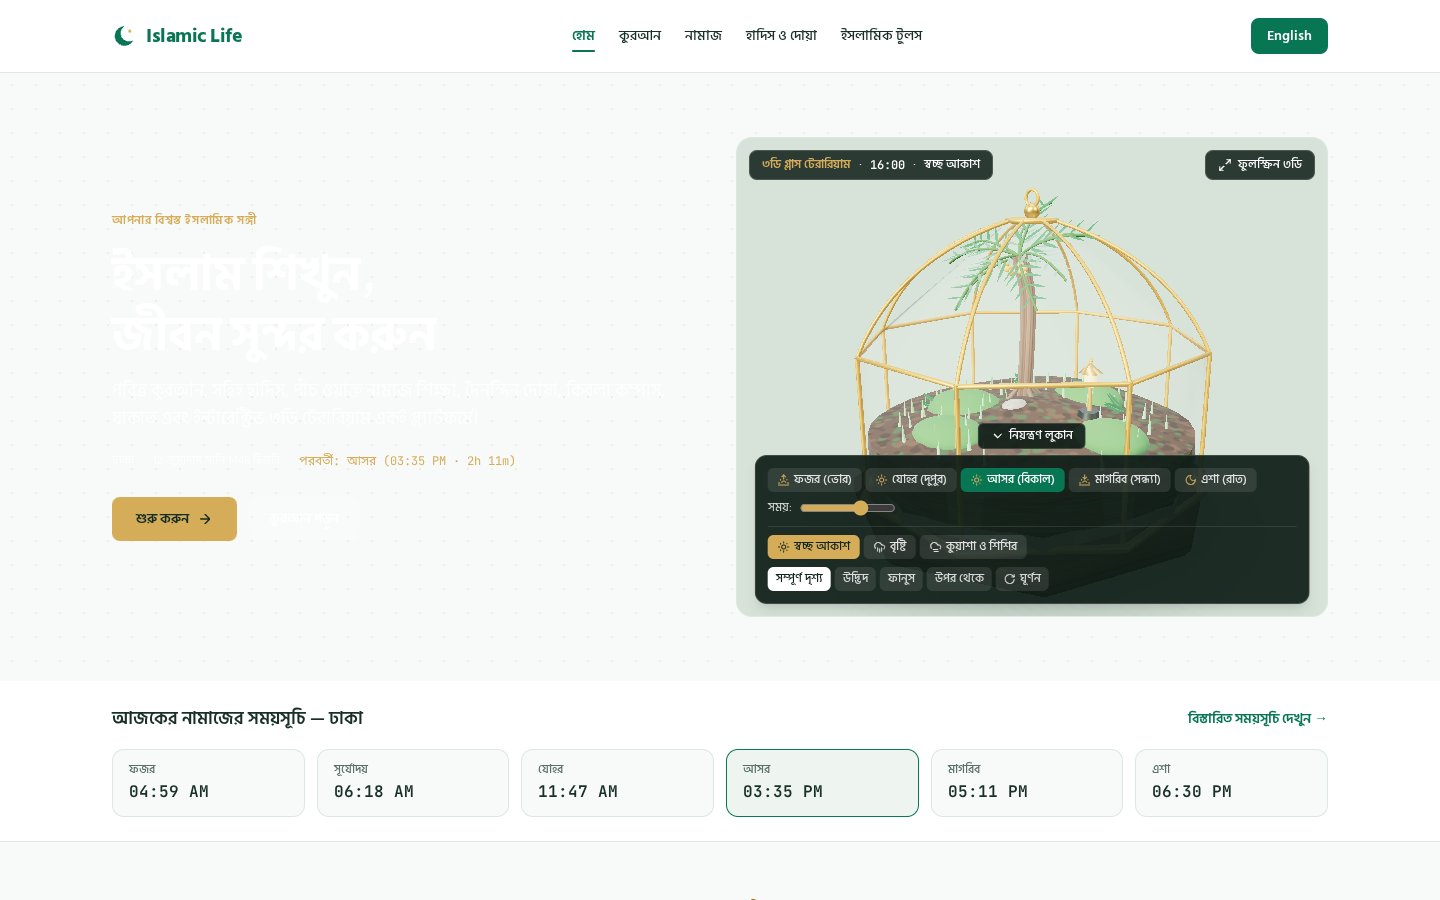 Islamic Life
হোম
কুরআন
নামাজ
হাদিস ও দোয়া
ইসলামিক টুলস
English
আপনার বিশ্বস্ত ইসলামিক সঙ্গী
ইসলাম শিখুন,
জীবন সুন্দর করুন
পরবর্তী: আসর (03:35 PM · 2h 11m)
শুরু করুন →
৩ডি গ্লাস টেরারিয়াম · 16:00 · স্বচ্ছ আকাশ
ফুলস্ক্রিন ৩ডি
নিয়ন্ত্রণ লুকান
ফজর (ভোর)
যোহর (দুপুর)
আসর (বিকাল)
মাগরিব (সন্ধ্যা)
এশা (রাত)
সময়:
স্বচ্ছ আকাশ
বৃষ্টি
কুয়াশা ও শিশির
সম্পূর্ণ দৃশ্য
উদ্ভিদ
ফানুস
উপর থেকে
ঘূর্ণন
আজকের নামাজের সময়সূচি — ঢাকা
বিস্তারিত সময়সূচি দেখুন →
ফজর
04:59 AM
সূর্যোদয়
06:18 AM
যোহর
11:47 AM
আসর
03:35 PM
মাগরিব
05:11 PM
এশা
06:30 PM